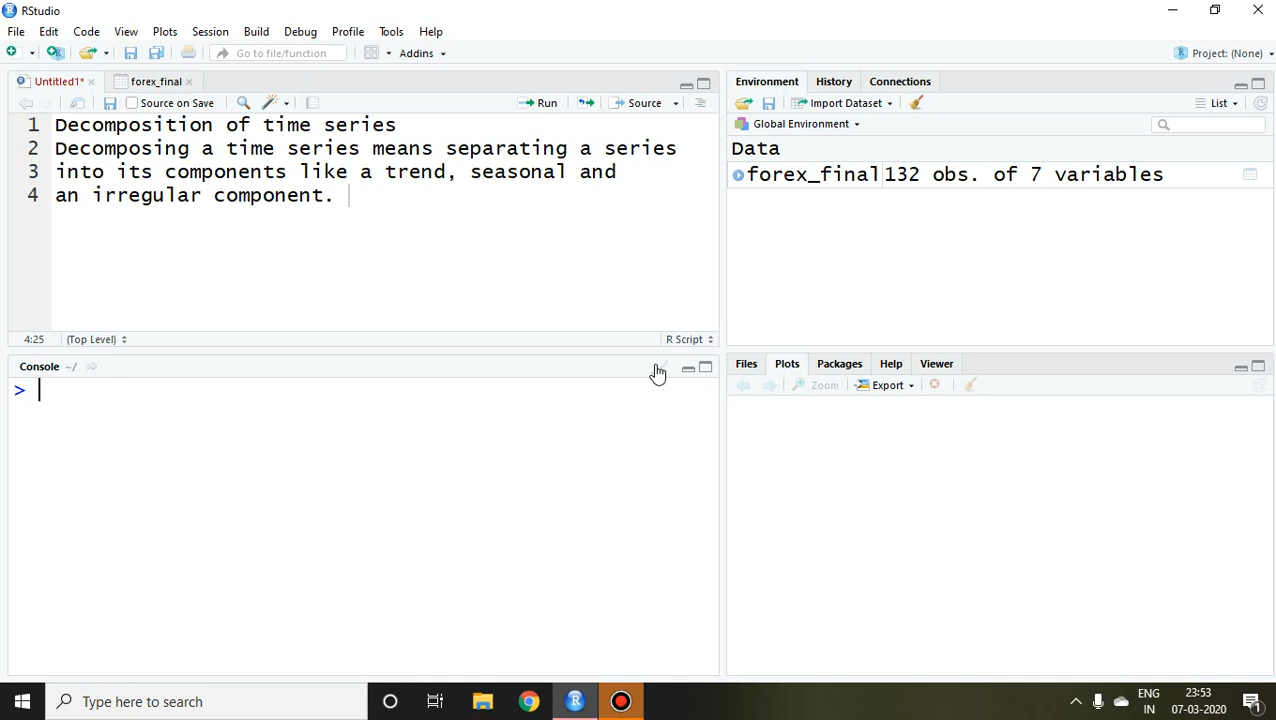 RStudio
File Edit Code View Plots Session Build Debug Profile Tools Help
Go to file/function Addins Project: (None)
Untitled1* forex_final
Source on Save Run Source
1 Decomposition of time series
2 Decomposing a time series means separating a series
3 into its components like a trend, seasonal and
4 an irregular component.
4:25 (Top Level) R Script
Console ~/
>
Environment History Connections
Import Dataset List
Global Environment
Data
forex_final 132 obs. of 7 variables
Files Plots Packages Help Viewer
Zoom Export
Type here to search
ENG 23:53
IN 07-03-2020
1